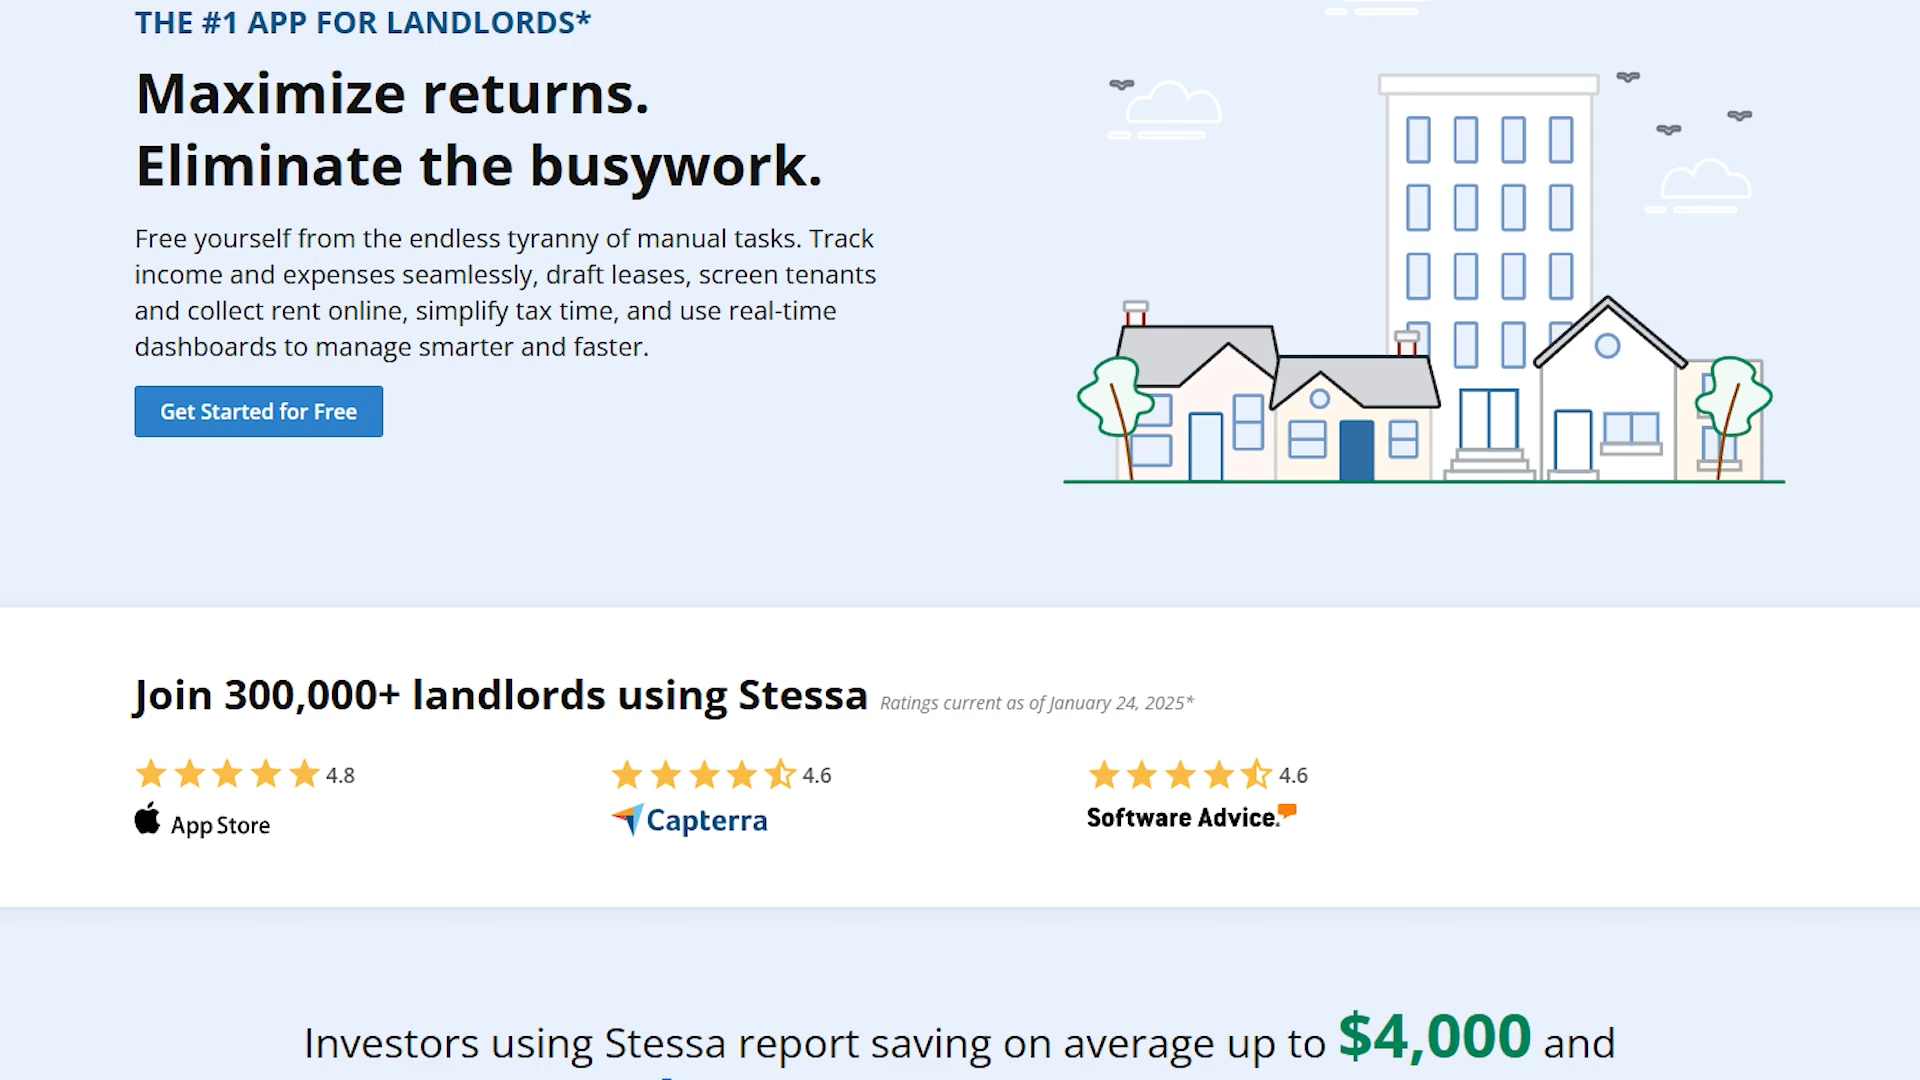 THE #1 APP FOR LANDLORDS*
Maximize returns.
Eliminate the busywork.
Free yourself from the endless tyranny of manual tasks. Track
income and expenses seamlessly, draft leases, screen tenants
and collect rent online, simplify tax time, and use real-time
dashboards to manage smarter and faster.
Get Started for Free
Join 300,000+ landlords using Stessa Ratings current as of January 24, 2025*
4.8
App Store
4.6
Capterra
4.6
Software Advice.
Investors using Stessa report saving on average up to $4,000 and